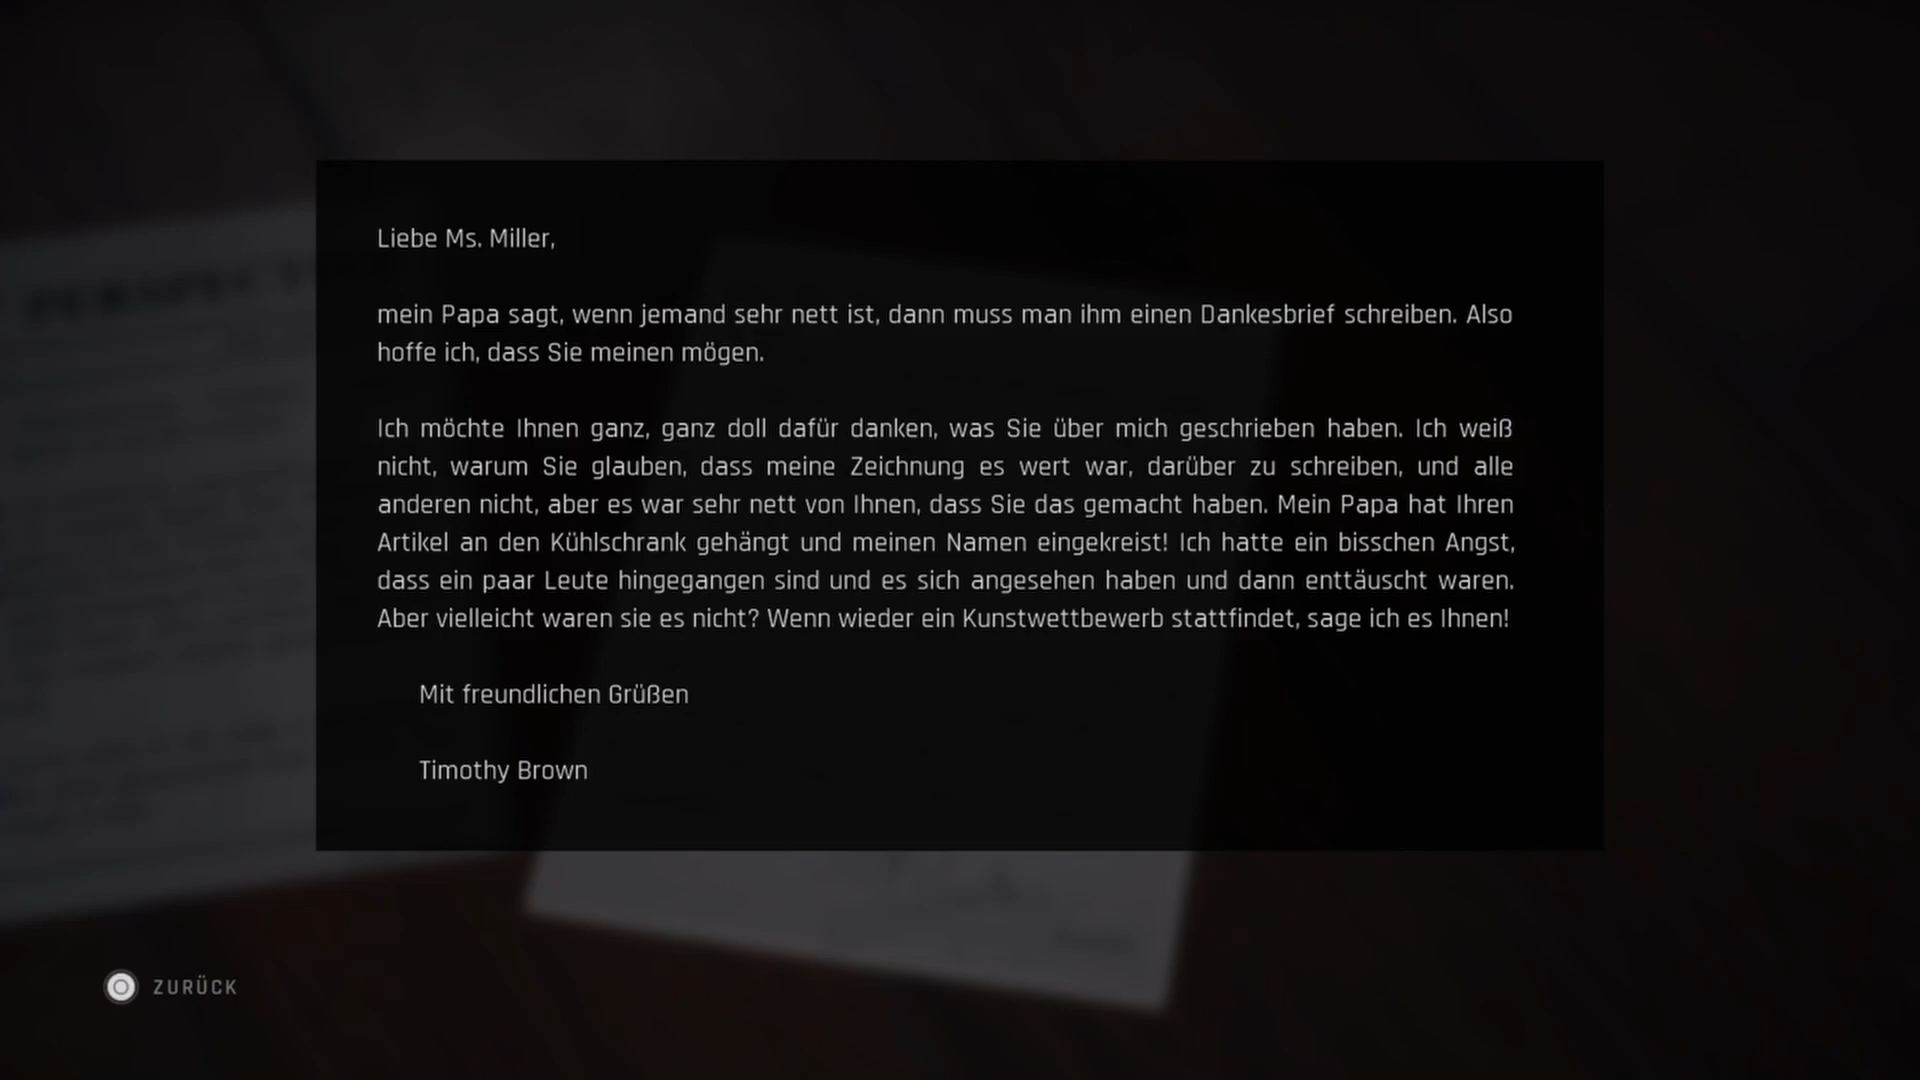 Liebe Ms. Miller,
mein Papa sagt, wenn jemand sehr nett ist, dann muss man ihm einen Dankesbrief schreiben. Also
hoffe ich, dass Sie meinen mögen.
Ich möchte Ihnen ganz, ganz doll dafür danken, was Sie über mich geschrieben haben. Ich weiß
nicht, warum Sie glauben, dass meine Zeichnung es wert war, darüber zu schreiben, und alle
anderen nicht, aber es war sehr nett von Ihnen, dass Sie das gemacht haben. Mein Papa hat Ihren
Artikel an den Kühlschrank gehängt und meinen Namen eingekreist! Ich hatte ein bisschen Angst,
dass ein paar Leute hingegangen sind und es sich angesehen haben und dann enttäuscht waren.
Aber vielleicht waren sie es nicht? Wenn wieder ein Kunstwettbewerb stattfindet, sage ich es Ihnen!
Mit freundlichen Grüßen
Timothy Brown
ZURÜCK